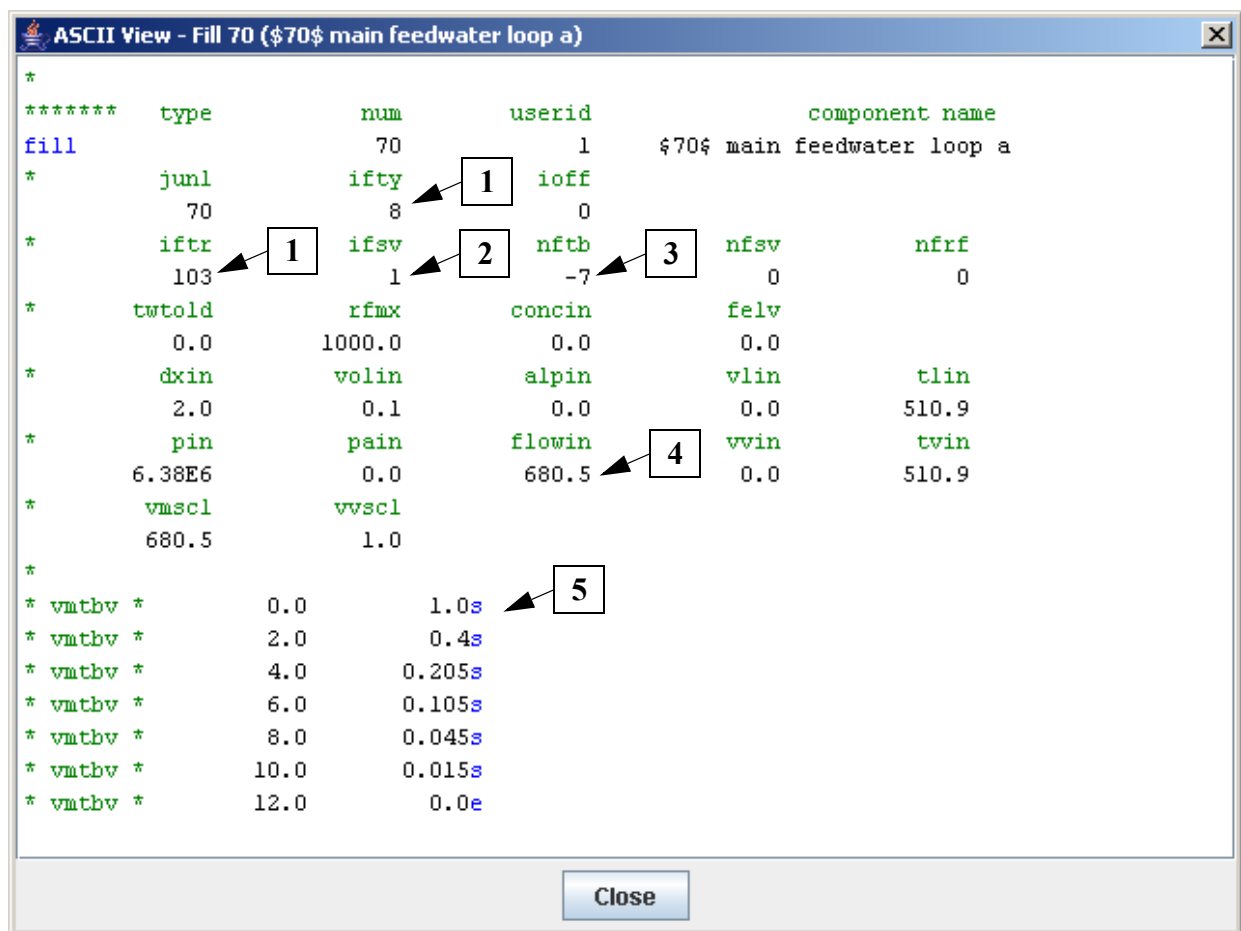 ASCII View - Fill 70 ($70$ main feedwater loop a)
*
******* type num userid component name
fill 70 1 $70$ main feedwater loop a
* junl ifty 1 ioff
70 8 0
* iftr 1 ifsv 2 nftb 3 nfsv nfrf
103 1 -7 0 0
* twtold rfmx concin felv
0.0 1000.0 0.0 0.0
* dxin volin alpin vlin tlin
2.0 0.1 0.0 0.0 510.9
* pin pain flowin 4 vvin tvin
6.38E6 0.0 680.5 0.0 510.9
* vmscl vvscl
680.5 1.0
*
* vmtbv * 0.0 1.0s 5
* vmtbv * 2.0 0.4s
* vmtbv * 4.0 0.205s
* vmtbv * 6.0 0.105s
* vmtbv * 8.0 0.045s
* vmtbv * 10.0 0.015s
* vmtbv * 12.0 0.0e
Close